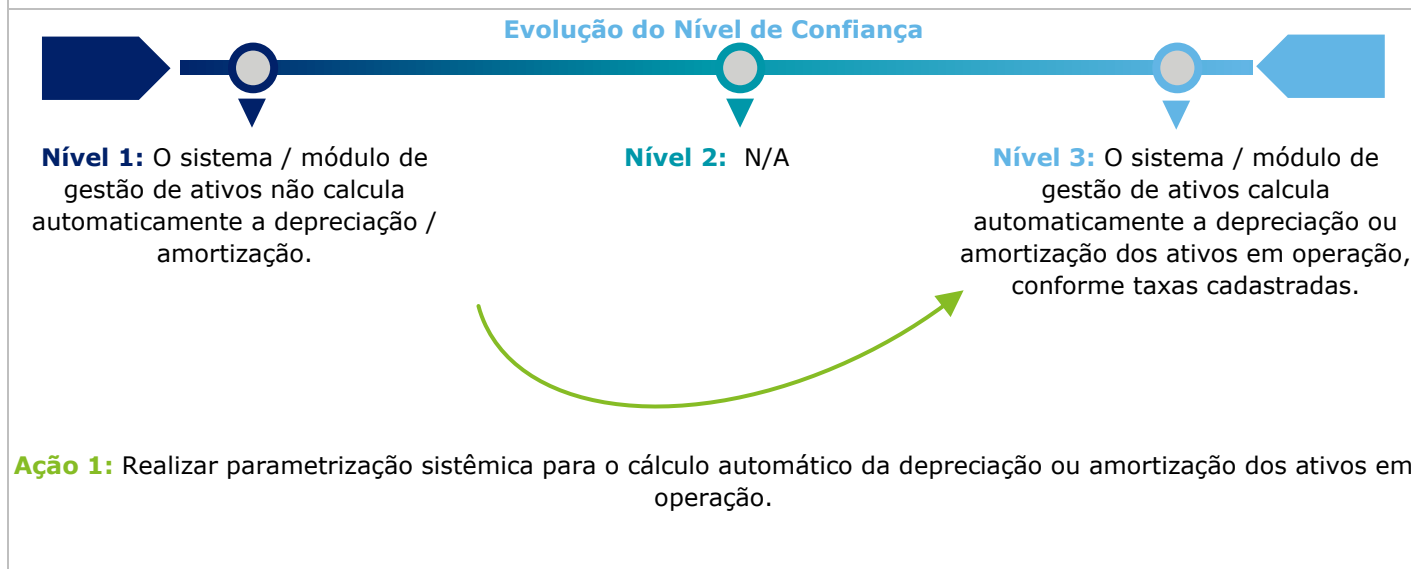 Evolução do Nível de Confiança
Nível 1: O sistema / módulo de
gestão de ativos não calcula
automaticamente a depreciação /
amortização.
Nível 2: N/A
Nível 3: O sistema / módulo de
gestão de ativos calcula
automaticamente a depreciação ou
amortização dos ativos em operação,
conforme taxas cadastradas.
Ação 1: Realizar parametrização sistêmica para o cálculo automático da depreciação ou amortização dos ativos em
operação.